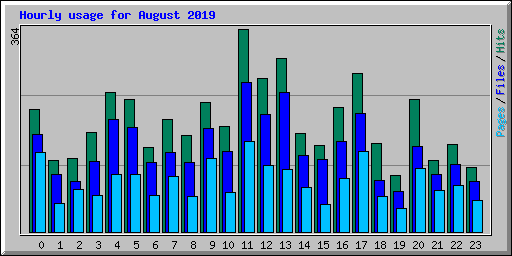 Hourly usage for August 2019
364
Pages / Files / Hits
0 1 2 3 4 5 6 7 8 9 10 11 12 13 14 15 16 17 18 19 20 21 22 23